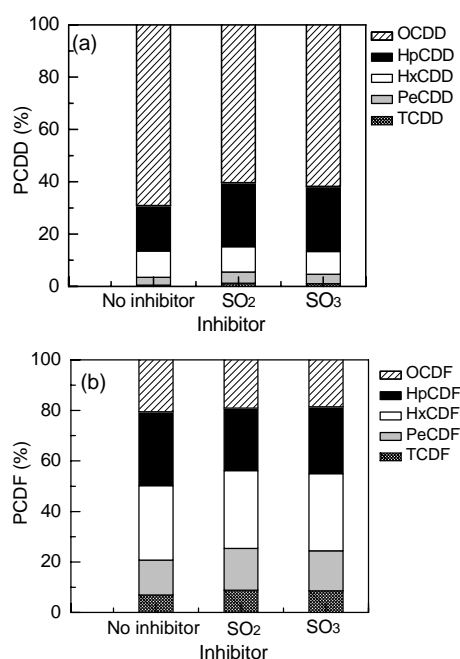 (a)
100
80
60
40
20
0
PCDD (%)
OCDD
HpCDD
HxCDD
PeCDD
TCDD
No inhibitor SO2 SO3
Inhibitor
(b)
100
80
60
40
20
0
PCDF (%)
OCDF
HpCDF
HxCDF
PeCDF
TCDF
No inhibitor SO2 SO3
Inhibitor